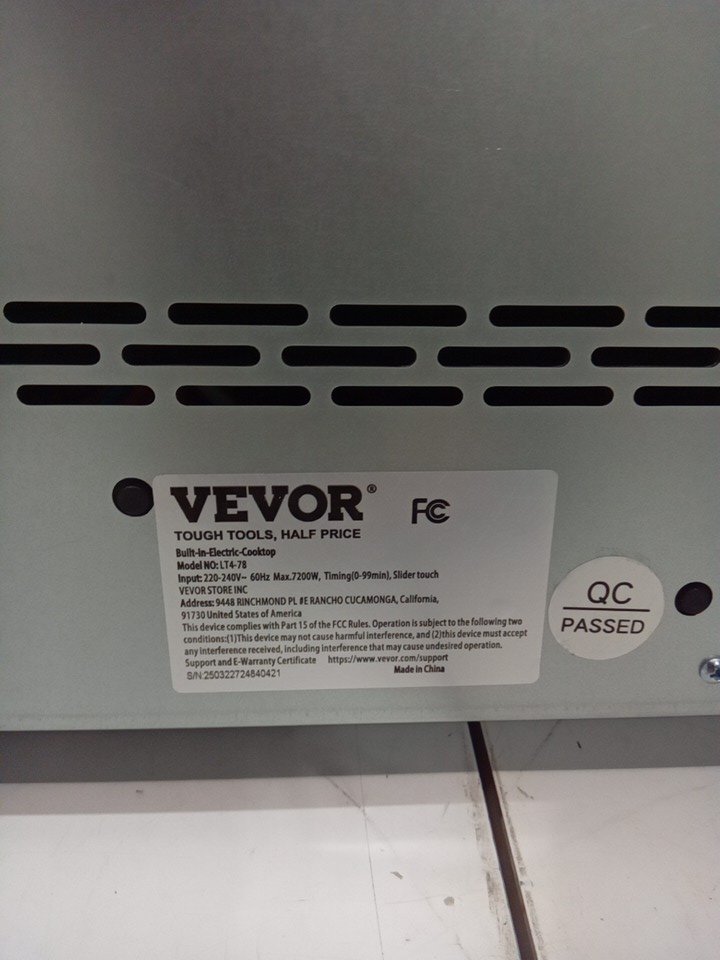 VEVOR®
FC
TOUGH TOOLS, HALF PRICE
Built-In-Electric-Cooktop
Model NO: LT4-78
Input: 220-240V~ 60Hz Max.7200W, Timing(0-99min), Slider touch
VEVOR STORE INC
Address: 9448 RINCHMOND PL #E RANCHO CUCAMONGA, California,
91730 United States of America
This device complies with Part 15 of the FCC Rules. Operation is subject to the following two
conditions:(1)This device may not cause harmful interference, and (2)this device must accept
any interference received, including interference that may cause undesired operation.
Support and E-Warranty Certificate https://www.vevor.com/support
Made in China
S/N:250322724840421
QC
PASSED